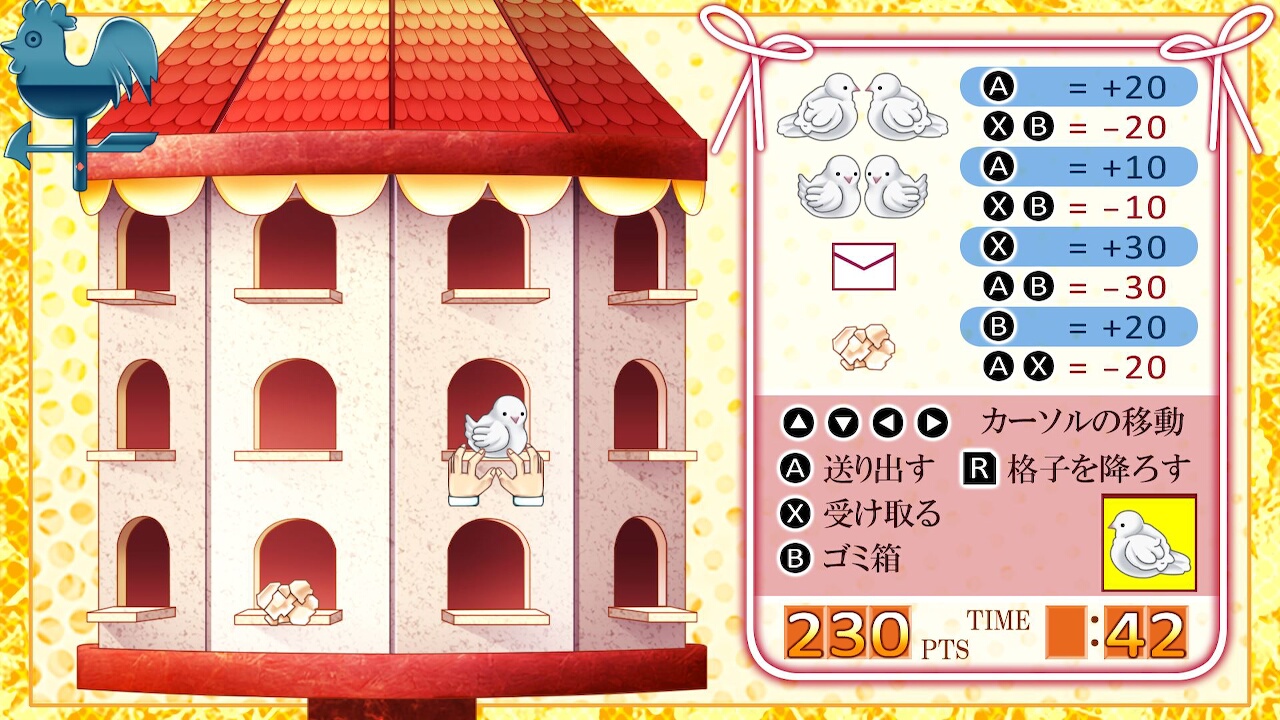 A = +20
X B = -20
A = +10
X B = -10
X = +30
A B = -30
B = +20
A X = -20
▲ ▼ ◀ ▶ カーソルの移動
A 送り出す R 格子を降ろす
X 受け取る
B ゴミ箱
230 PTS TIME :42